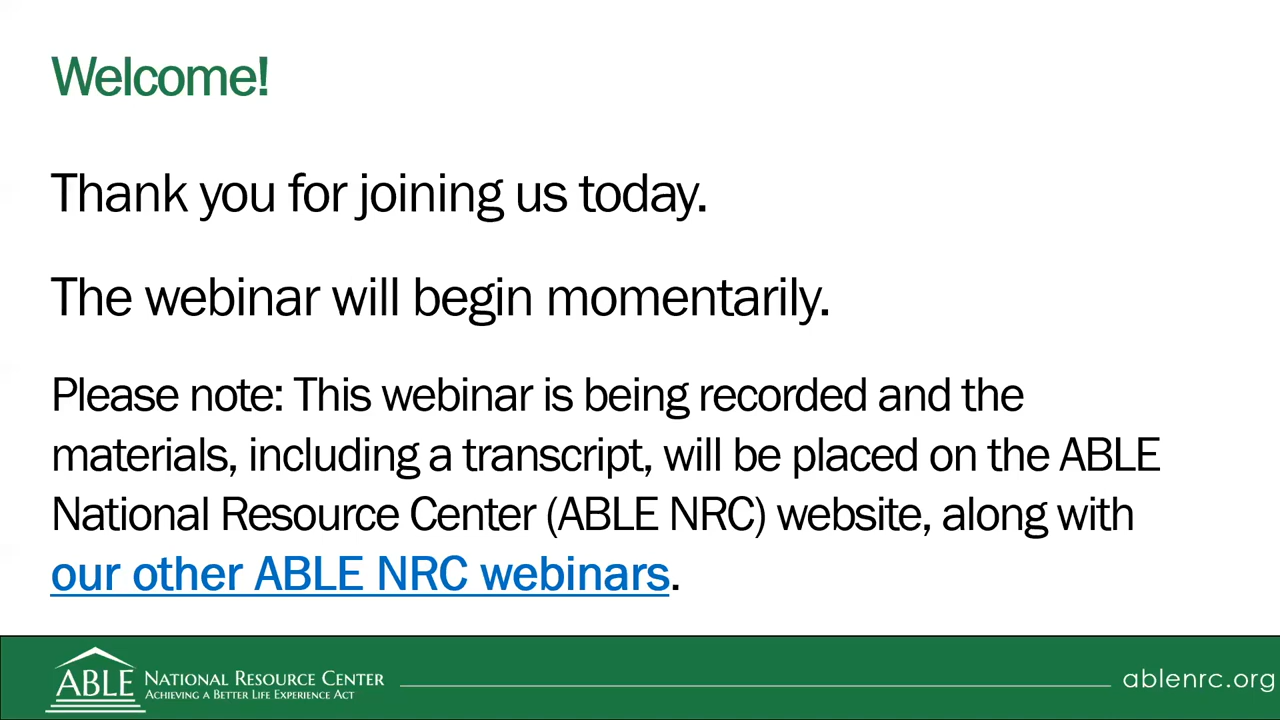 Welcome!
Thank you for joining us today.
The webinar will begin momentarily.
Please note: This webinar is being recorded and the
materials, including a transcript, will be placed on the ABLE
National Resource Center (ABLE NRC) website, along with
our other ABLE NRC webinars.
ABLE NATIONAL RESOURCE CENTER
ACHIEVING A BETTER LIFE EXPERIENCE ACT
ablenrc.org